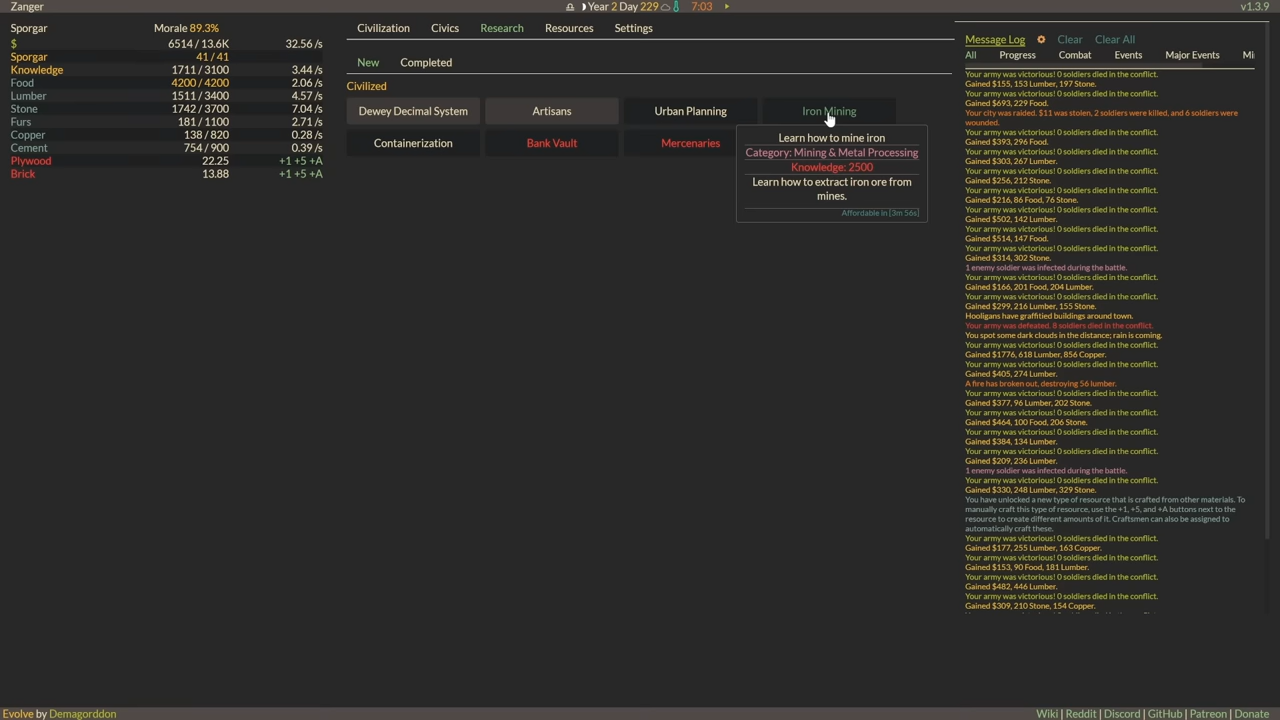 Zanger
Year 2 Day 229
7:03
v1.3.9
Sporgar Morale 89.3%
$ 6514 / 13.6K 32.56 /s
Sporgar 41 / 41
Knowledge 1711 / 3100 3.44 /s
Food 4200 / 4200 2.06 /s
Lumber 1511 / 3400 4.57 /s
Stone 1742 / 3700 7.04 /s
Furs 181 / 1100 2.71 /s
Copper 138 / 820 0.28 /s
Cement 754 / 900 0.39 /s
Plywood 22.25 +1 +5 +A
Brick 13.88 +1 +5 +A
Civilization Civics Research Resources Settings
New Completed
Civilized
Dewey Decimal System Artisans Urban Planning Iron Mining
Containerization Bank Vault Mercenaries
Learn how to mine iron
Category: Mining & Metal Processing
Knowledge: 2500
Learn how to extract iron ore from
mines.
Affordable in [3m 56s]
Message Log Clear Clear All
All Progress Combat Events Major Events Mi
Your army was victorious! 0 soldiers died in the conflict.
Gained $155, 153 Lumber, 197 Stone.
Your army was victorious! 0 soldiers died in the conflict.
Gained $693, 229 Food.
Your city was raided. $11 was stolen, 2 soldiers were killed, and 6 soldiers were
wounded.
Your army was victorious! 0 soldiers died in the conflict.
Gained $393, 296 Food.
Your army was victorious! 0 soldiers died in the conflict.
Gained $303, 267 Lumber.
Your army was victorious! 0 soldiers died in the conflict.
Gained $256, 212 Stone.
Your army was victorious! 0 soldiers died in the conflict.
Gained $216, 86 Food, 76 Stone.
Your army was victorious! 0 soldiers died in the conflict.
Gained $502, 142 Lumber.
Your army was victorious! 0 soldiers died in the conflict.
Gained $514, 147 Food.
Your army was victorious! 0 soldiers died in the conflict.
Gained $314, 302 Stone.
1 enemy soldier was infected during the battle.
Your army was victorious! 0 soldiers died in the conflict.
Gained $166, 201 Food, 204 Lumber.
Your army was victorious! 0 soldiers died in the conflict.
Gained $299, 216 Lumber, 155 Stone.
Hooligans have graffitied buildings around town.
Your army was defeated. 8 soldiers died in the conflict.
You spot some dark clouds in the distance; rain is coming.
Your army was victorious! 0 soldiers died in the conflict.
Gained $1776, 618 Lumber, 856 Copper.
Your army was victorious! 0 soldiers died in the conflict.
Gained $405, 274 Lumber.
A fire has broken out, destroying 56 lumber.
Your army was victorious! 0 soldiers died in the conflict.
Gained $377, 96 Lumber, 202 Stone.
Your army was victorious! 0 soldiers died in the conflict.
Gained $464, 100 Food, 206 Stone.
Your army was victorious! 0 soldiers died in the conflict.
Gained $384, 134 Lumber.
Your army was victorious! 0 soldiers died in the conflict.
Gained $209, 236 Lumber.
1 enemy soldier was infected during the battle.
Your army was victorious! 0 soldiers died in the conflict.
Gained $330, 248 Lumber, 329 Stone.
You have unlocked a new type of resource that is crafted from other materials. To
manually craft this type of resource, use the +1, +5, and +A buttons next to the
resource to create different amounts of it. Craftsmen can also be assigned to
automatically craft these.
Your army was victorious! 0 soldiers died in the conflict.
Gained $177, 255 Lumber, 163 Copper.
Your army was victorious! 0 soldiers died in the conflict.
Gained $153, 90 Food, 181 Lumber.
Your army was victorious! 0 soldiers died in the conflict.
Gained $482, 446 Lumber.
Your army was victorious! 0 soldiers died in the conflict.
Gained $309, 210 Stone, 154 Copper.
Evolve by Demagorddon
Wiki | Reddit | Discord | GitHub | Patreon | Donate